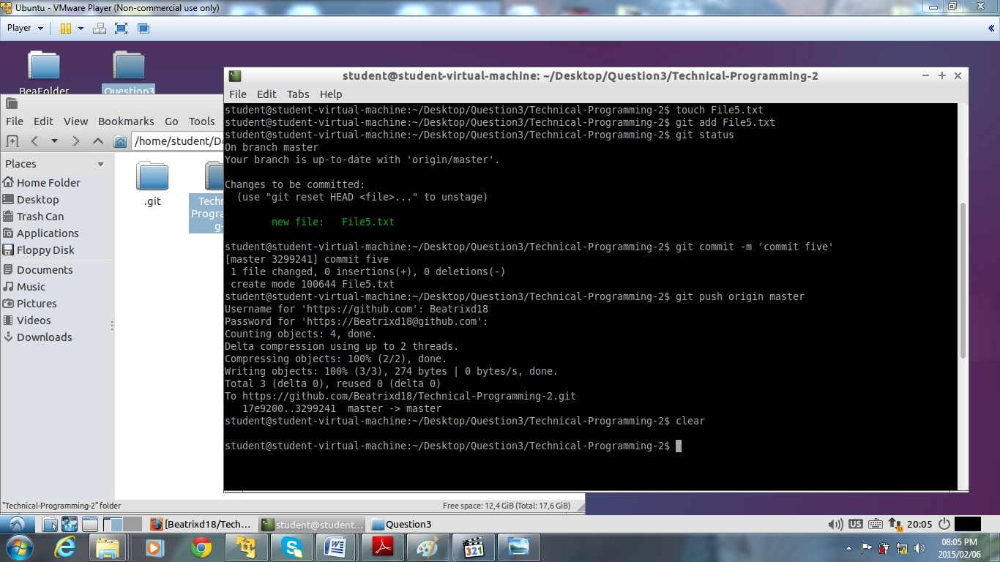 Ubuntu - VMware Player (Non-commercial use only)
Player
BeaFolder
Question3
File Edit View Bookmarks Go Tools
/home/student/De
Places
Home Folder
Desktop
Trash Can
Applications
Floppy Disk
Documents
Music
Pictures
Videos
Downloads
.git
Techn
Progra
g-
"Technical-Programming-2" folder
Free space: 12,4 GiB (Total: 17,6 GiB)
student@student-virtual-machine: ~/Desktop/Question3/Technical-Programming-2
File Edit Tabs Help
student@student-virtual-machine:~/Desktop/Question3/Technical-Programming-2$ touch File5.txt
student@student-virtual-machine:~/Desktop/Question3/Technical-Programming-2$ git add File5.txt
student@student-virtual-machine:~/Desktop/Question3/Technical-Programming-2$ git status
On branch master
Your branch is up-to-date with 'origin/master'.
Changes to be committed:
(use "git reset HEAD <file>..." to unstage)
new file: File5.txt
student@student-virtual-machine:~/Desktop/Question3/Technical-Programming-2$ git commit -m 'commit five'
[master 3299241] commit five
1 file changed, 0 insertions(+), 0 deletions(-)
create mode 100644 File5.txt
student@student-virtual-machine:~/Desktop/Question3/Technical-Programming-2$ git push origin master
Username for 'https://github.com': Beatrixd18
Password for 'https://Beatrixd18@github.com':
Counting objects: 4, done.
Delta compression using up to 2 threads.
Compressing objects: 100% (2/2), done.
Writing objects: 100% (3/3), 274 bytes | 0 bytes/s, done.
Total 3 (delta 0), reused 0 (delta 0)
To https://github.com/Beatrixd18/Technical-Programming-2.git
17e9200..3299241 master -> master
student@student-virtual-machine:~/Desktop/Question3/Technical-Programming-2$ clear
student@student-virtual-machine:~/Desktop/Question3/Technical-Programming-2$
[Beatrixd18/Tech...
student@student...
Question3
US
20:05
321
08:05 PM
2015/02/06